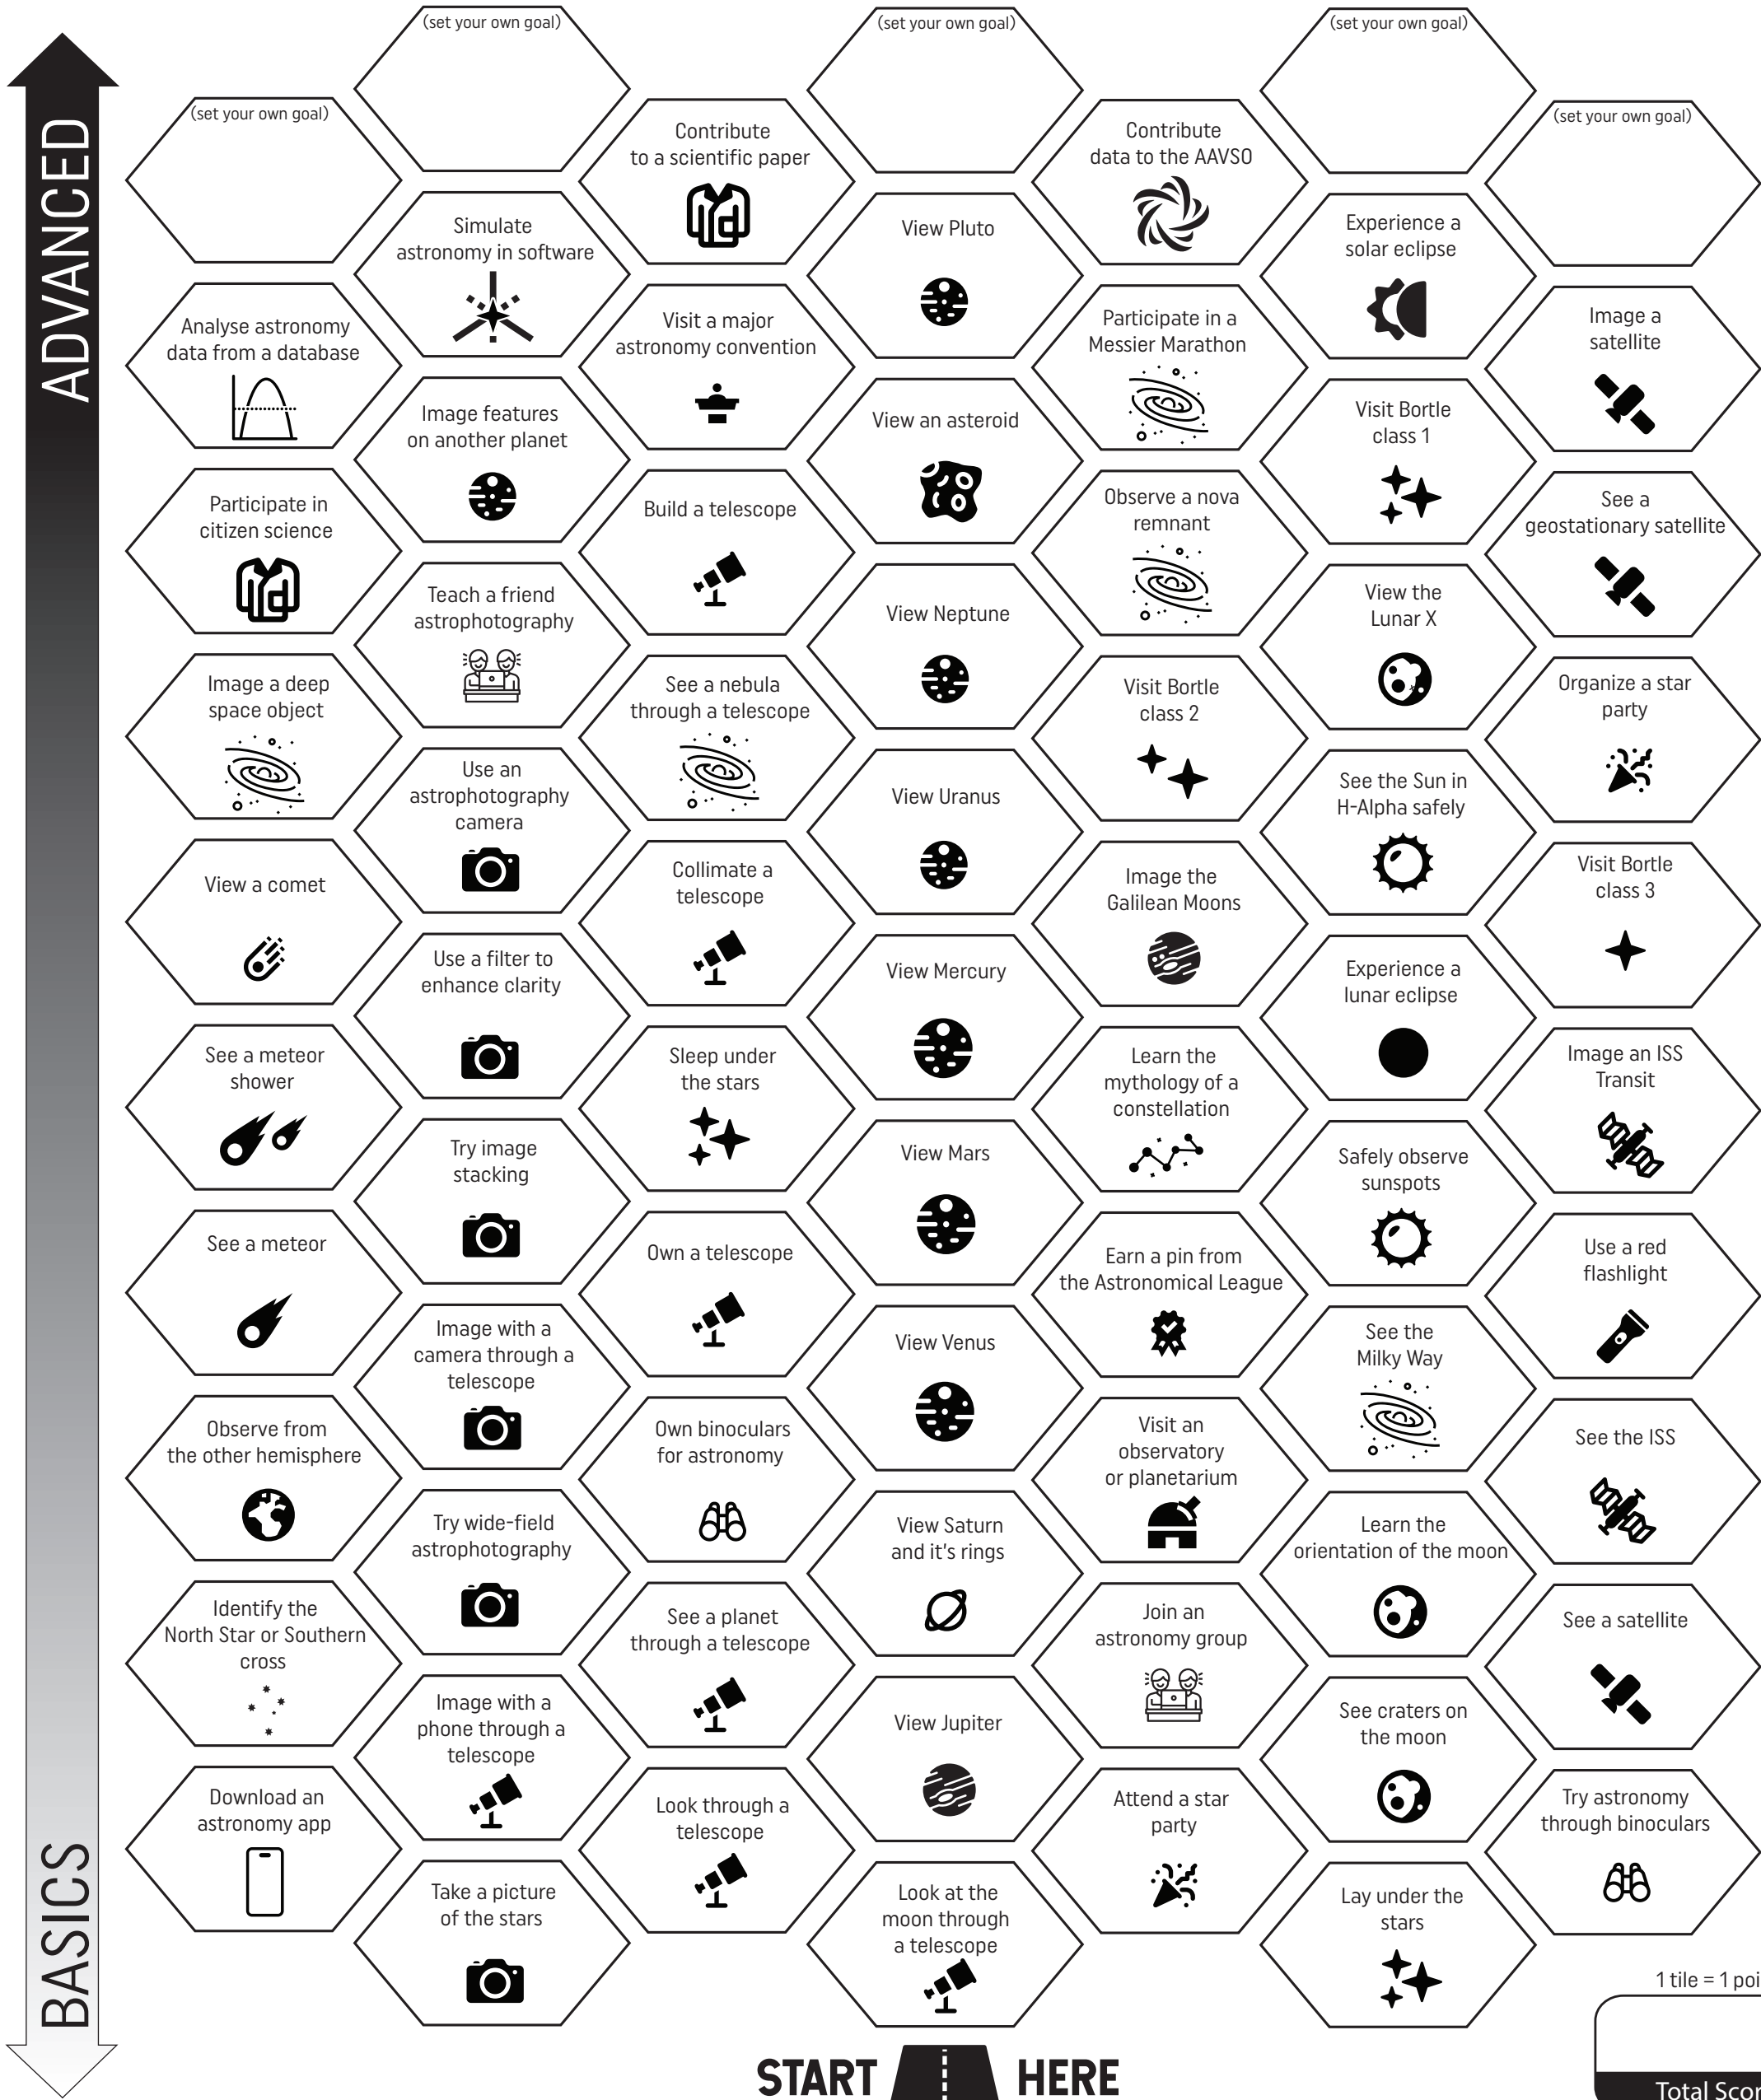 (set your own goal)
(set your own goal)
(set your own goal)
(set your own goal)
(set your own goal)
ADVANCED
Contribute
to a scientific paper
Contribute
data to the AAVSO
Simulate
astronomy in software
View Pluto
Experience a
solar eclipse
Analyse astronomy
data from a database
Visit a major
astronomy convention
Participate in a
Messier Marathon
Image a
satellite
Image features
on another planet
View an asteroid
Visit Bortle
class 1
Participate in
citizen science
Build a telescope
Observe a nova
remnant
See a
geostationary satellite
Teach a friend
astrophotography
View Neptune
View the
Lunar X
Image a deep
space object
See a nebula
through a telescope
Visit Bortle
class 2
Organize a star
party
Use an
astrophotography
camera
View Uranus
See the Sun in
H-Alpha safely
View a comet
Collimate a
telescope
Image the
Galilean Moons
Visit Bortle
class 3
Use a filter to
enhance clarity
View Mercury
Experience a
lunar eclipse
See a meteor
shower
Sleep under
the stars
Learn the
mythology of a
constellation
Image an ISS
Transit
Try image
stacking
View Mars
Safely observe
sunspots
See a meteor
Own a telescope
Earn a pin from
the Astronomical League
Use a red
flashlight
Image with a
camera through a
telescope
View Venus
See the
Milky Way
Observe from
the other hemisphere
Own binoculars
for astronomy
Visit an
observatory
or planetarium
See the ISS
Try wide-field
astrophotography
View Saturn
and it's rings
Learn the
orientation of the moon
Identify the
North Star or Southern
cross
See a planet
through a telescope
Join an
astronomy group
See a satellite
Image with a
phone through a
telescope
View Jupiter
See craters on
the moon
Download an
astronomy app
Look through a
telescope
Attend a star
party
Try astronomy
through binoculars
BASICS
Take a picture
of the stars
Look at the
moon through
a telescope
Lay under the
stars
1 tile = 1 poi
START HERE
Total Scor